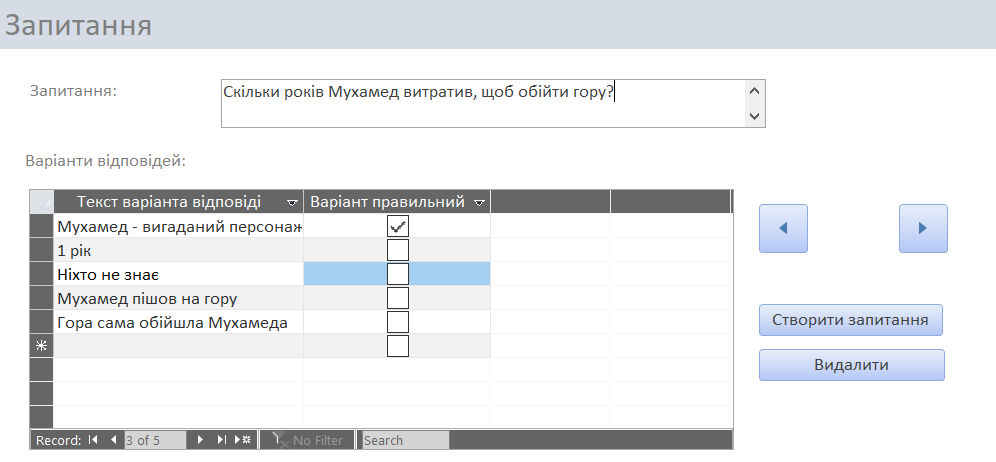 Запитання
Запитання:
Скільки років Мухамед витратив, щоб обійти гору?
Варіанти відповідей:
Текст варіанта відповіді Варіант правильний
Мухамед - вигаданий персонаж
1 рік
Ніхто не знає
Мухамед пішов на гору
Гора сама обійшла Мухамеда
Створити запитання
Видалити
Record: 3 of 5 No Filter Search